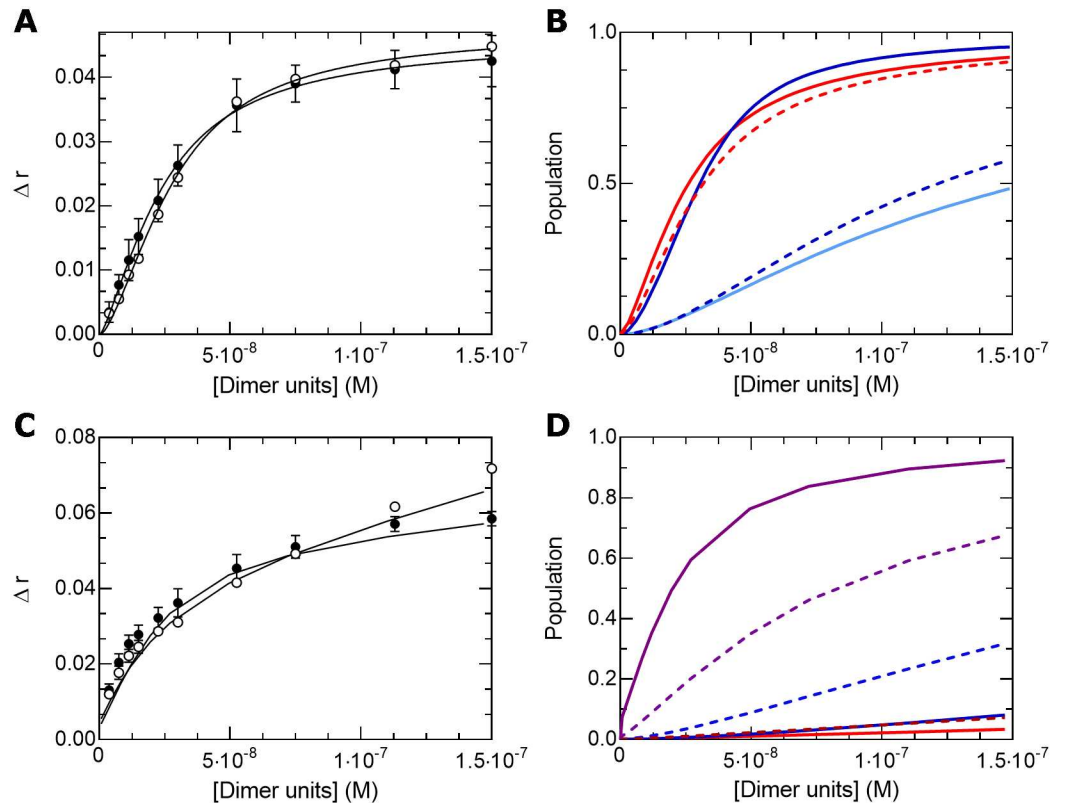 A
B
0.04
0.03
0.02
0.01
0.00
Δ r
0
5·10-8
1·10-7
1.5·10-7
[Dimer units] (M)
1.0
0.5
0.0
Population
0
5·10-8
1·10-7
1.5·10-7
[Dimer units] (M)
C
D
0.08
0.06
0.04
0.02
0.00
Δ r
0
5·10-8
1·10-7
1.5·10-7
[Dimer units] (M)
1.0
0.8
0.6
0.4
0.2
0.0
Population
0
5·10-8
1·10-7
1.5·10-7
[Dimer units] (M)